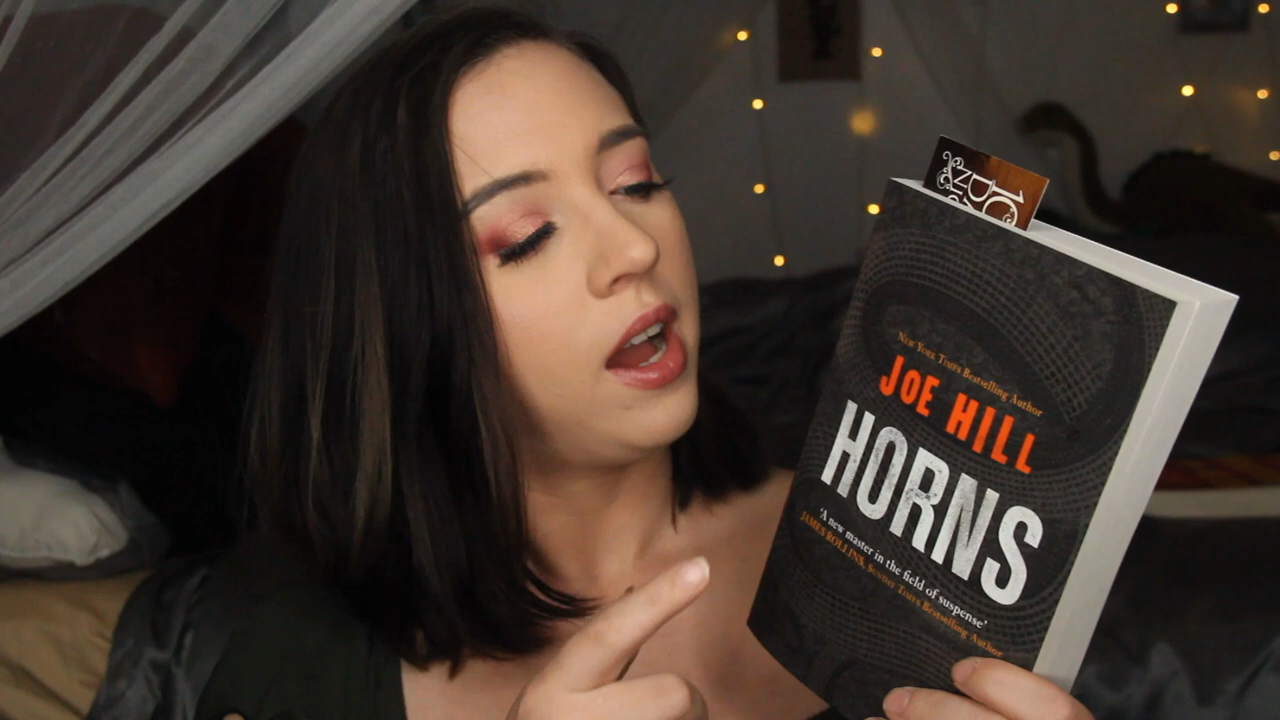 NEW YORK TIMES BESTSELLING AUTHOR
JOE HILL
HORNS
'A new master in the field of suspense'
JAMES ROLLINS, SUNDAY TIMES BESTSELLING AUTHOR